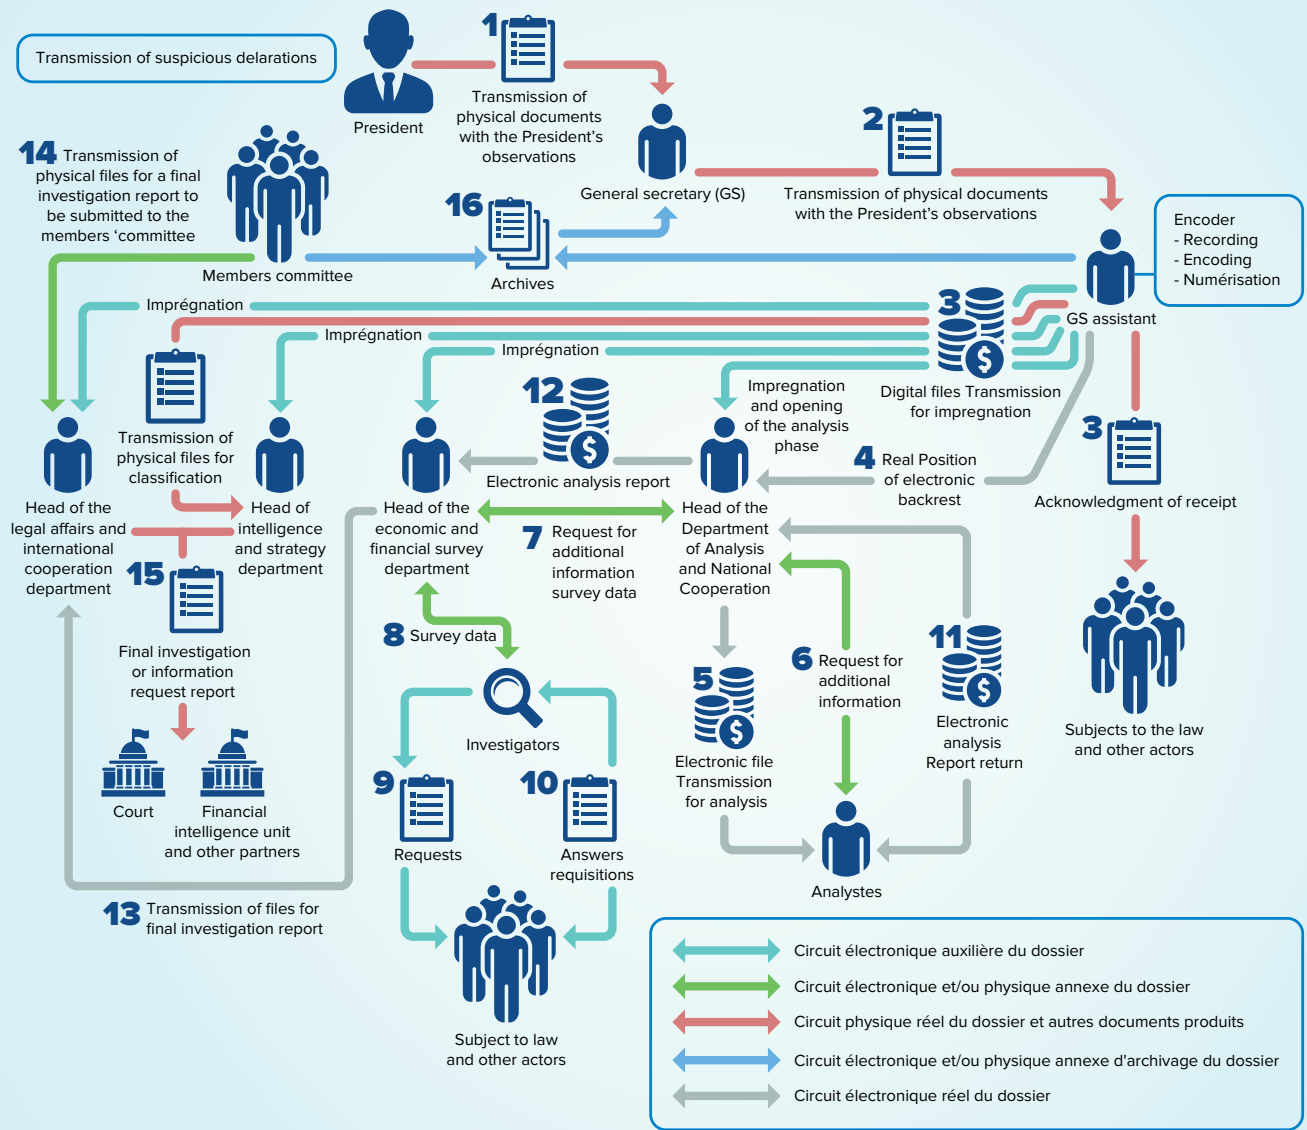 Transmission of suspicious delarations
President
1
Transmission of
physical documents
with the President's
observations
General secretary (GS)
2
Transmission of physical documents
with the President's observations
Encoder
- Recording
- Encoding
- Numérisation
GS assistant
14 Transmission of
physical files for a final
investigation report to
be submitted to the
members ‘committee
Members committee
16
Archives
Imprégnation
Imprégnation
Imprégnation
3
Digital files Transmission
for impregnation
Impregnation
and opening
of the analysis
phase
3
Acknowledgment of receipt
Subjects to the law
and other actors
4 Real Position
of electronic
backrest
12
Electronic analysis report
Transmission of
physical files for
classification
Head of the
legal affairs and
international
cooperation
department
Head of
intelligence
and strategy
department
Head of the
economic and
financial survey
department
7 Request for
additional
information
survey data
Head of the
Department
of Analysis
and National
Cooperation
15
Final investigation
or information
request report
Court
Financial
intelligence unit
and other partners
8 Survey data
Investigators
5
Electronic file
Transmission
for analysis
6 Request for
additional
information
11
Electronic
analysis
Report return
Analystes
9
Requests
10
Answers
requisitions
Subject to law
and other actors
13 Transmission of files for
final investigation report
Circuit électronique auxilière du dossier
Circuit électronique et/ou physique annexe du dossier
Circuit physique réel du dossier et autres documents produits
Circuit électronique et/ou physique annexe d'archivage du dossier
Circuit électronique réel du dossier